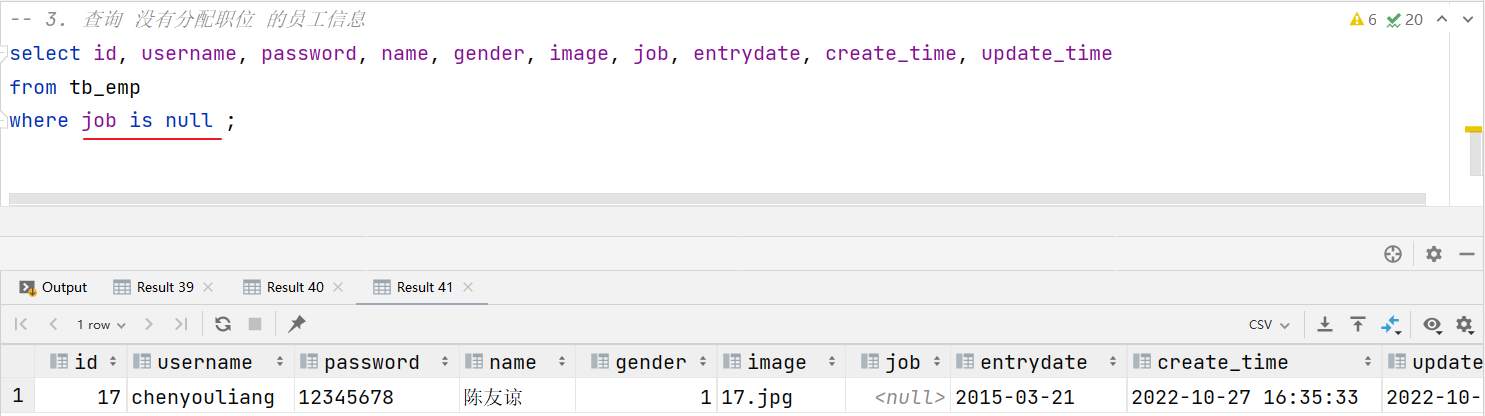 -- 3. 查询 没有分配职位 的员工信息
6 20
select id, username, password, name, gender, image, job, entrydate, create_time, update_time
from tb_emp
where job is null ;
Output Result 39 Result 40 Result 41
1 row CSV
id username password name gender image job entrydate create_time update
1 17 chenyouliang 12345678 陈友谅 1 17.jpg <null> 2015-03-21 2022-10-27 16:35:33 2022-10-